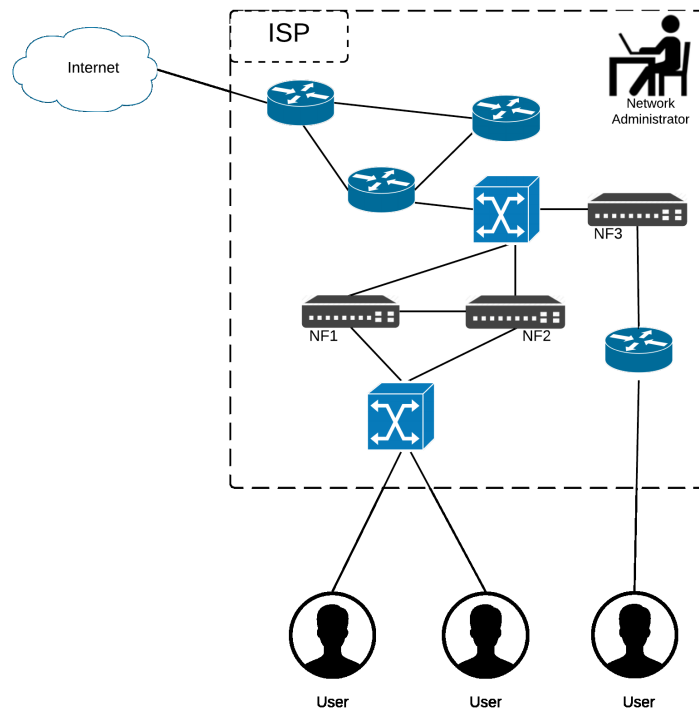 ISP
Internet
Network
Administrator
NF3
NF1
NF2
User
User
User